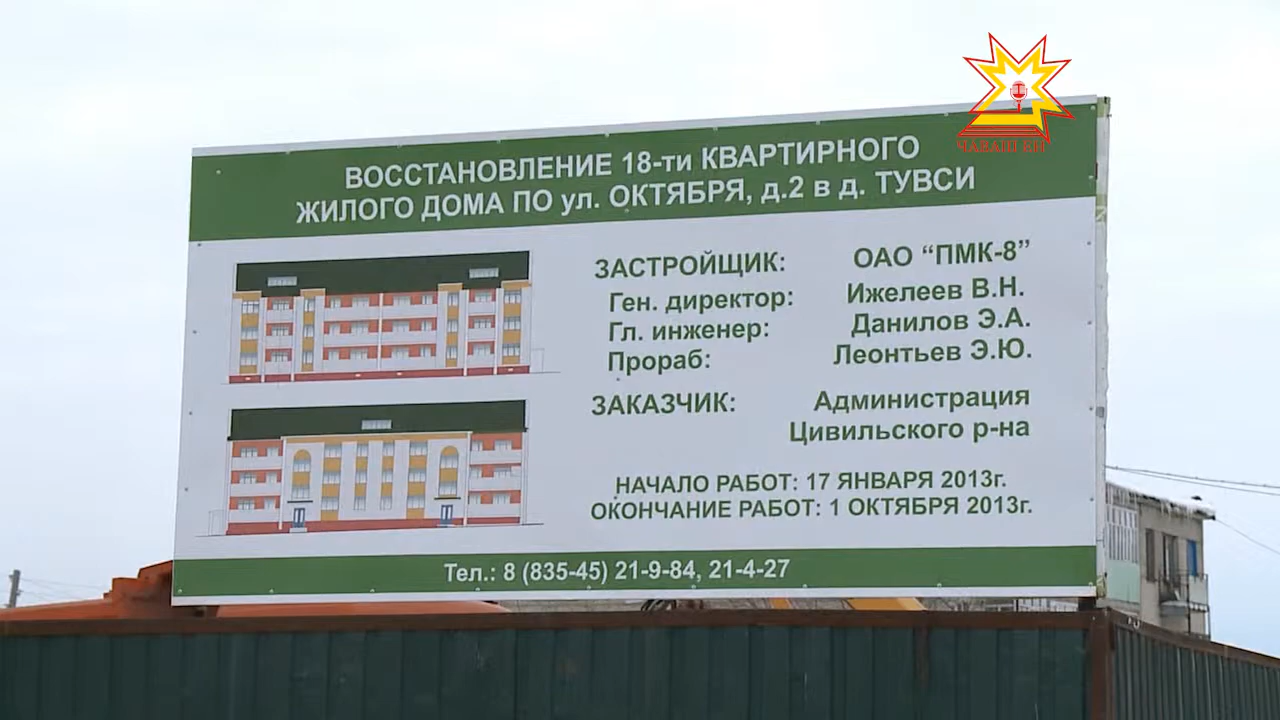 ЧĂВАШ ЕН
ВОССТАНОВЛЕНИЕ 18-ти КВАРТИРНОГО
ЖИЛОГО ДОМА ПО ул. ОКТЯБРЯ, д.2 в д. ТУВСИ
ЗАСТРОЙЩИК: ОАО “ПМК-8”
Ген. директор: Ижелеев В.Н.
Гл. инженер: Данилов Э.А.
Прораб: Леонтьев Э.Ю.
ЗАКАЗЧИК: Администрация
Цивильского р-на
НАЧАЛО РАБОТ: 17 ЯНВАРЯ 2013г.
ОКОНЧАНИЕ РАБОТ: 1 ОКТЯБРЯ 2013г.
Тел.: 8 (835-45) 21-9-84, 21-4-27